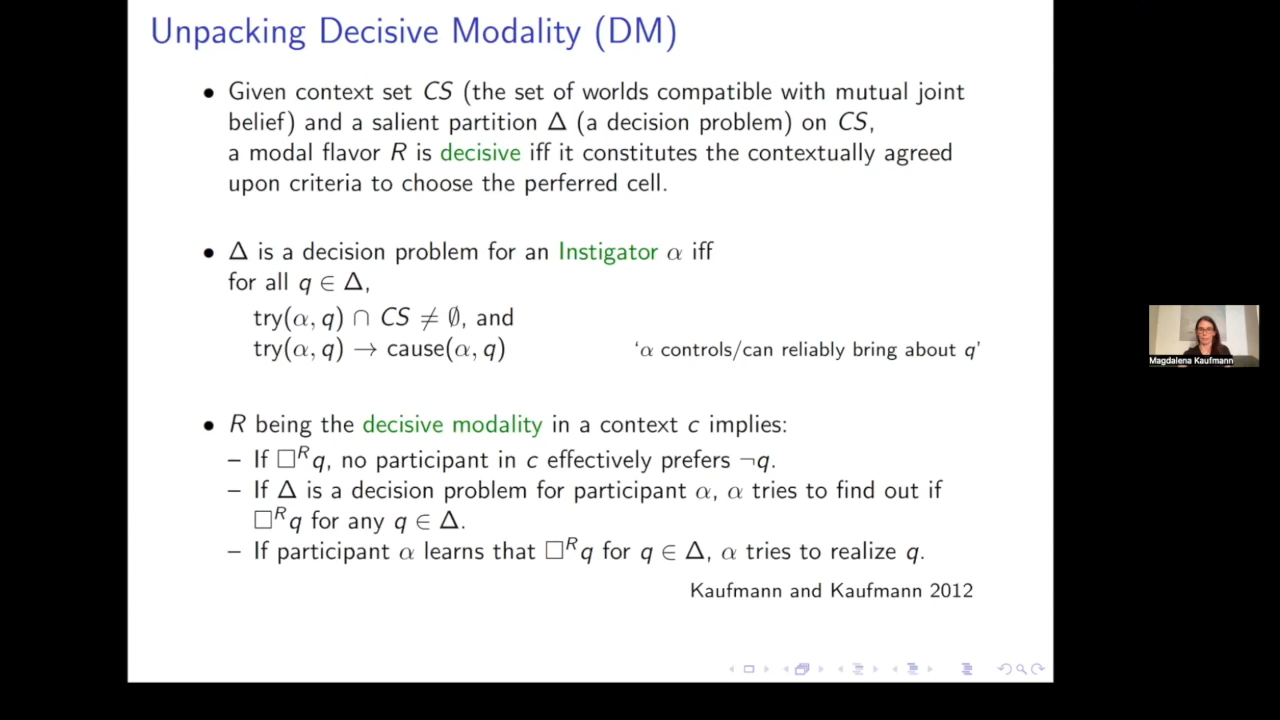 Unpacking Decisive Modality (DM)
• Given context set CS (the set of worlds compatible with mutual joint
belief) and a salient partition Δ (a decision problem) on CS,
a modal flavor R is decisive iff it constitutes the contextually agreed
upon criteria to choose the perferred cell.
• Δ is a decision problem for an Instigator α iff
for all q ∈ Δ,
try(α, q) ∩ CS ≠ ∅, and
try(α, q) → cause(α, q) ‘α controls/can reliably bring about q’
• R being the decisive modality in a context c implies:
– If □ᴿq, no participant in c effectively prefers ¬q.
– If Δ is a decision problem for participant α, α tries to find out if
□ᴿq for any q ∈ Δ.
– If participant α learns that □ᴿq for q ∈ Δ, α tries to realize q.
Kaufmann and Kaufmann 2012
Magdalena Kaufmann